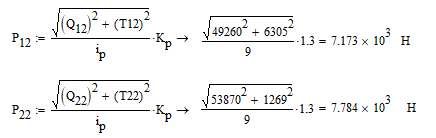 P₁₂ := √((Q₁₂)² + (T12)²) / iₚ · Kₚ → √(49260² + 6305²) / 9 · 1.3 = 7.173 × 10³ H
P₂₂ := √((Q₂₂)² + (T22)²) / iₚ · Kₚ → √(53870² + 1269²) / 9 · 1.3 = 7.784 × 10³ H